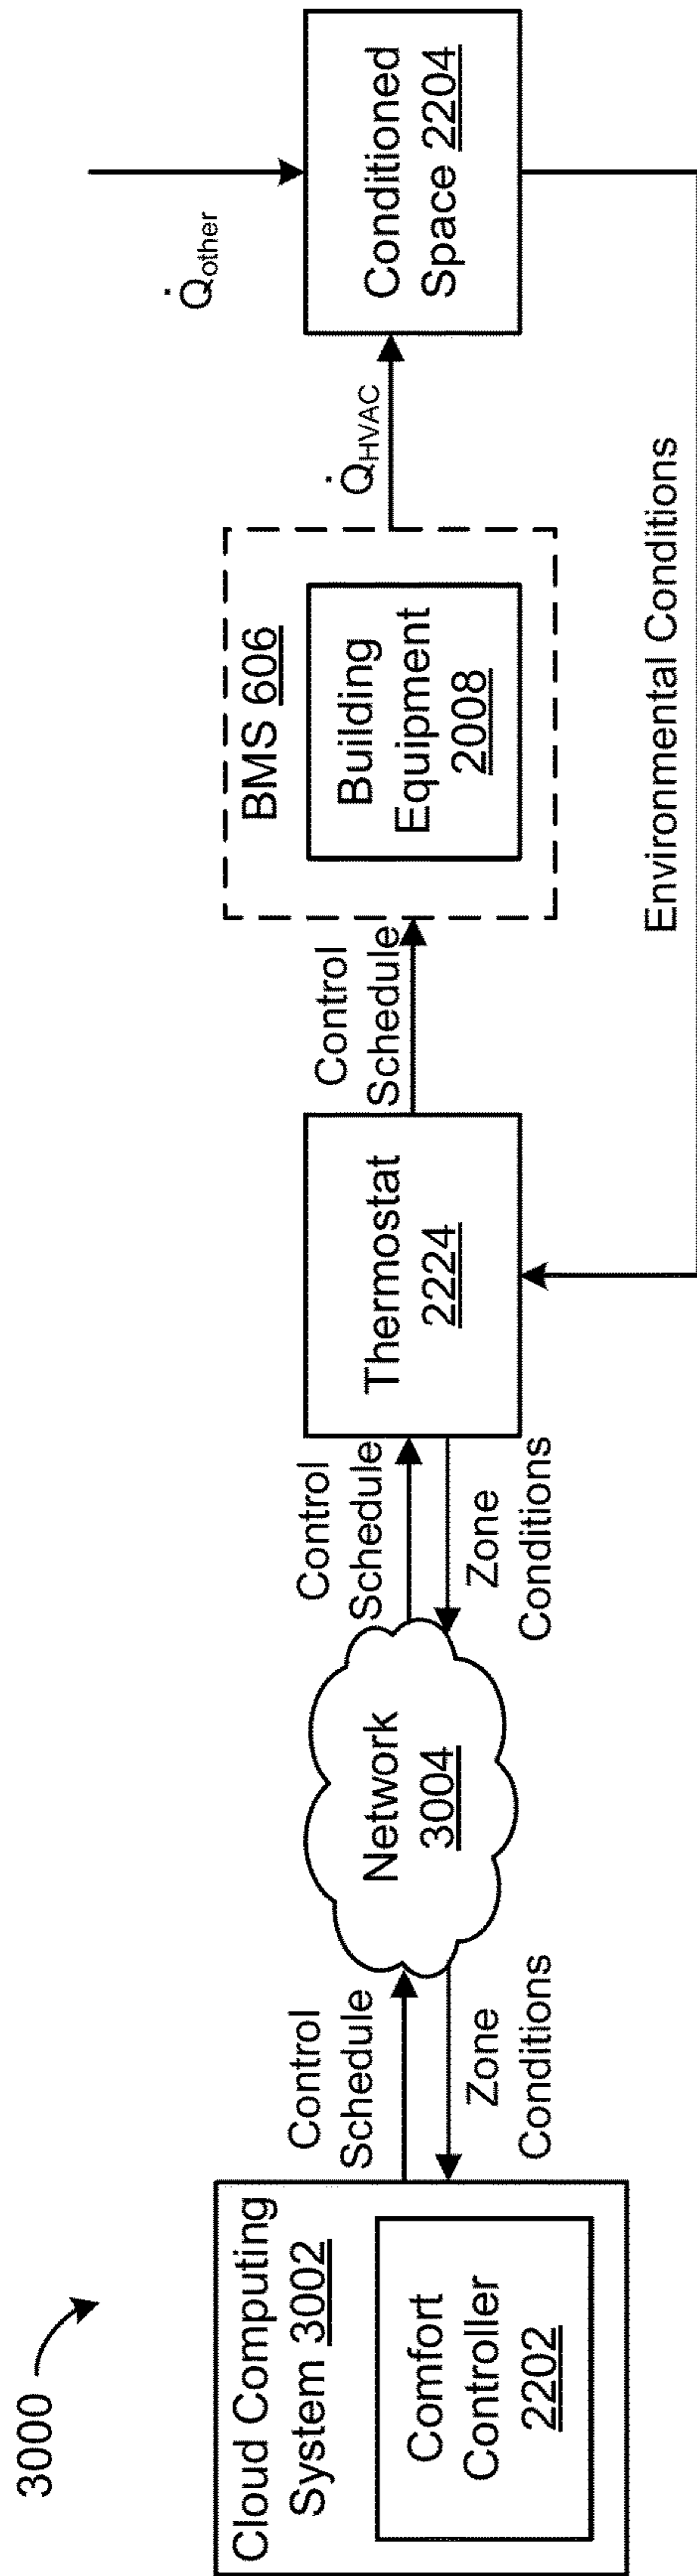 3000
Cloud Computing
System 3002
Comfort
Controller
2202
Control
Schedule
Zone
Conditions
Network
3004
Control
Schedule
Zone
Conditions
Thermostat
2224
Control
Schedule
BMS 606
Building
Equipment
2008
Q̇HVAC
Q̇other
Conditioned
Space 2204
Environmental Conditions